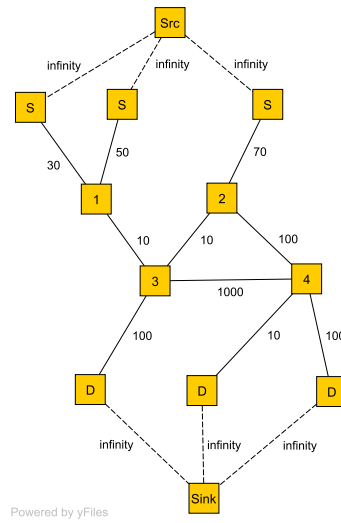 Src
infinity
infinity
infinity
S
S
S
30
50
70
1
2
10
10
100
3
4
1000
100
10
D
D
D
infinity
infinity
infinity
Sink
Powered by yFiles